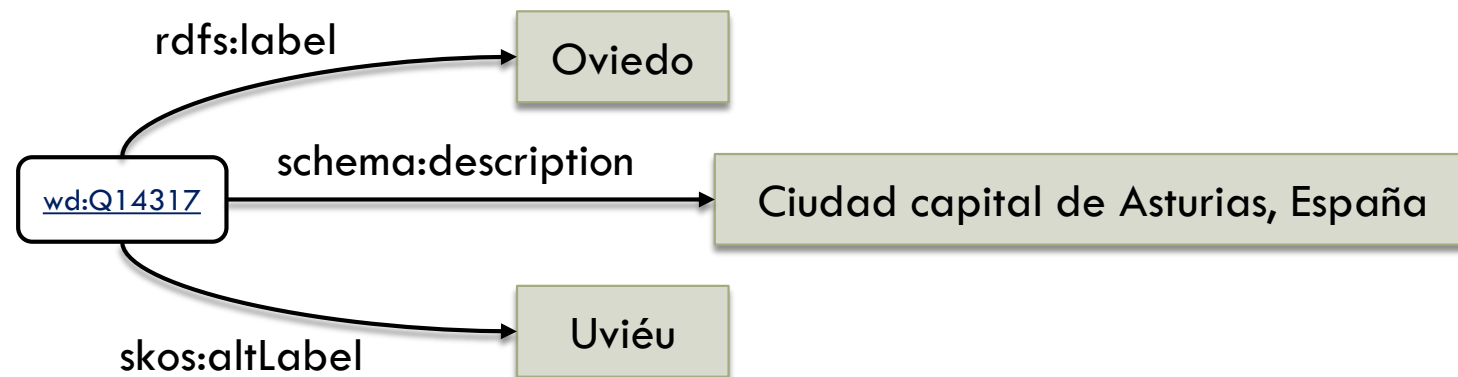 rdfs:label
Oviedo
schema:description
wd:Q14317
Ciudad capital de Asturias, España
Uviéu
skos:altLabel